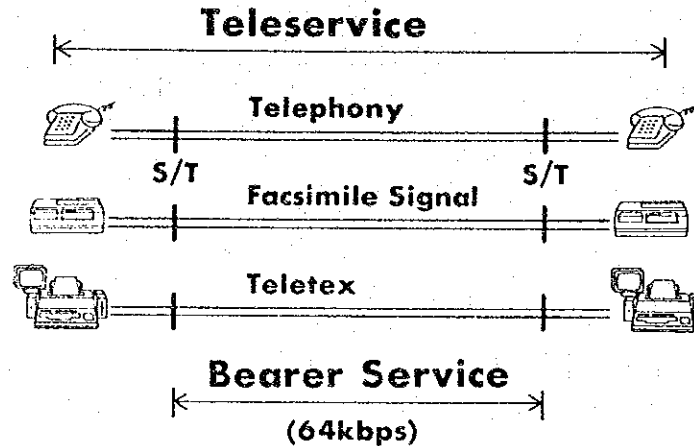 Teleservice
Telephony
S/T S/T
Facsimile Signal
Teletex
Bearer Service
(64kbps)